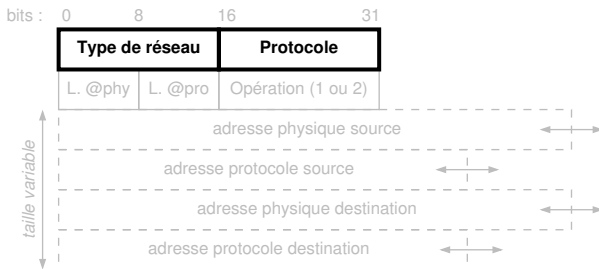 bits : 0 8 16 31
Type de réseau Protocole
L. @phy L. @pro Opération (1 ou 2)
adresse physique source
adresse protocole source
adresse physique destination
adresse protocole destination
taille variable